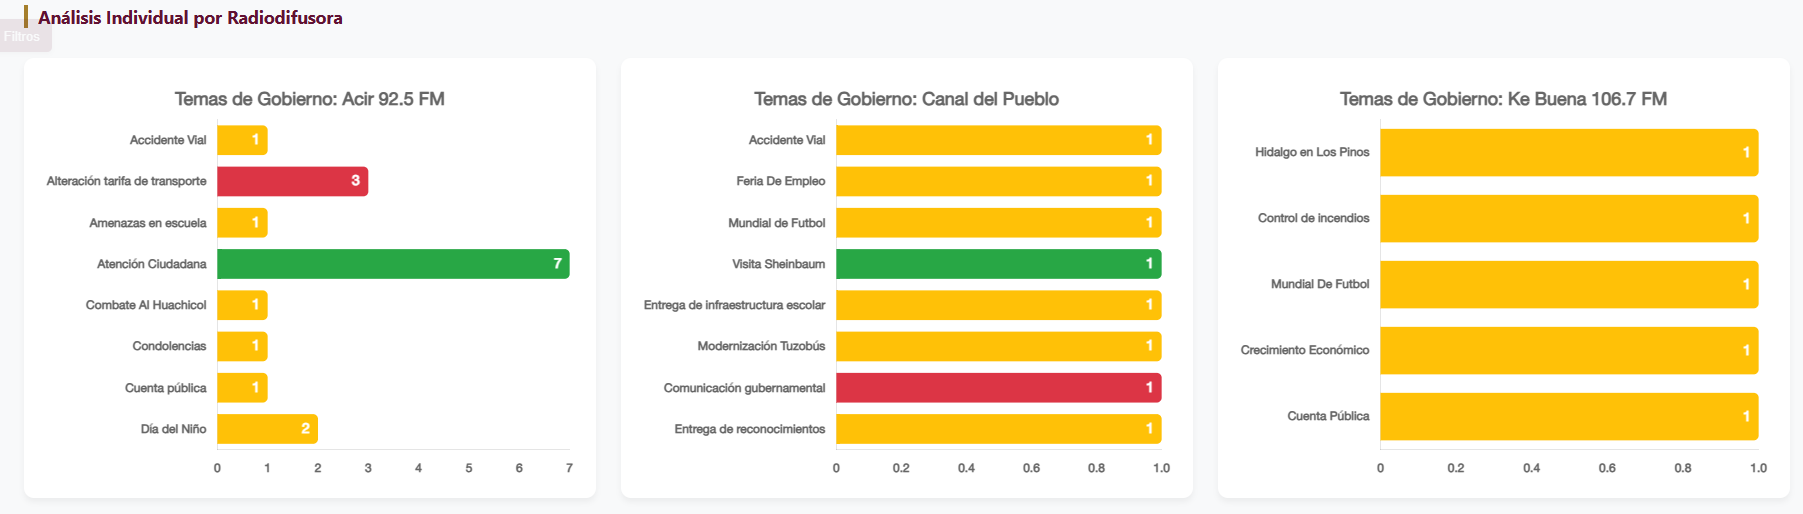 Análisis Individual por Radiodifusora
Filtros
Temas de Gobierno: Acir 92.5 FM
Accidente Vial 1
Alteración tarifa de transporte 3
Amenazas en escuela 1
Atención Ciudadana 7
Combate Al Huachicol 1
Condolencias 1
Cuenta pública 1
Día del Niño 2
0 1 2 3 4 5 6 7
Temas de Gobierno: Canal del Pueblo
Accidente Vial 1
Feria De Empleo 1
Mundial de Futbol 1
Visita Sheinbaum 1
Entrega de infraestructura escolar 1
Modernización Tuzobús 1
Comunicación gubernamental 1
Entrega de reconocimientos 1
0 0.2 0.4 0.6 0.8 1.0
Temas de Gobierno: Ke Buena 106.7 FM
Hidalgo en Los Pinos 1
Control de incendios 1
Mundial De Futbol 1
Crecimiento Económico 1
Cuenta Pública 1
0 0.2 0.4 0.6 0.8 1.0